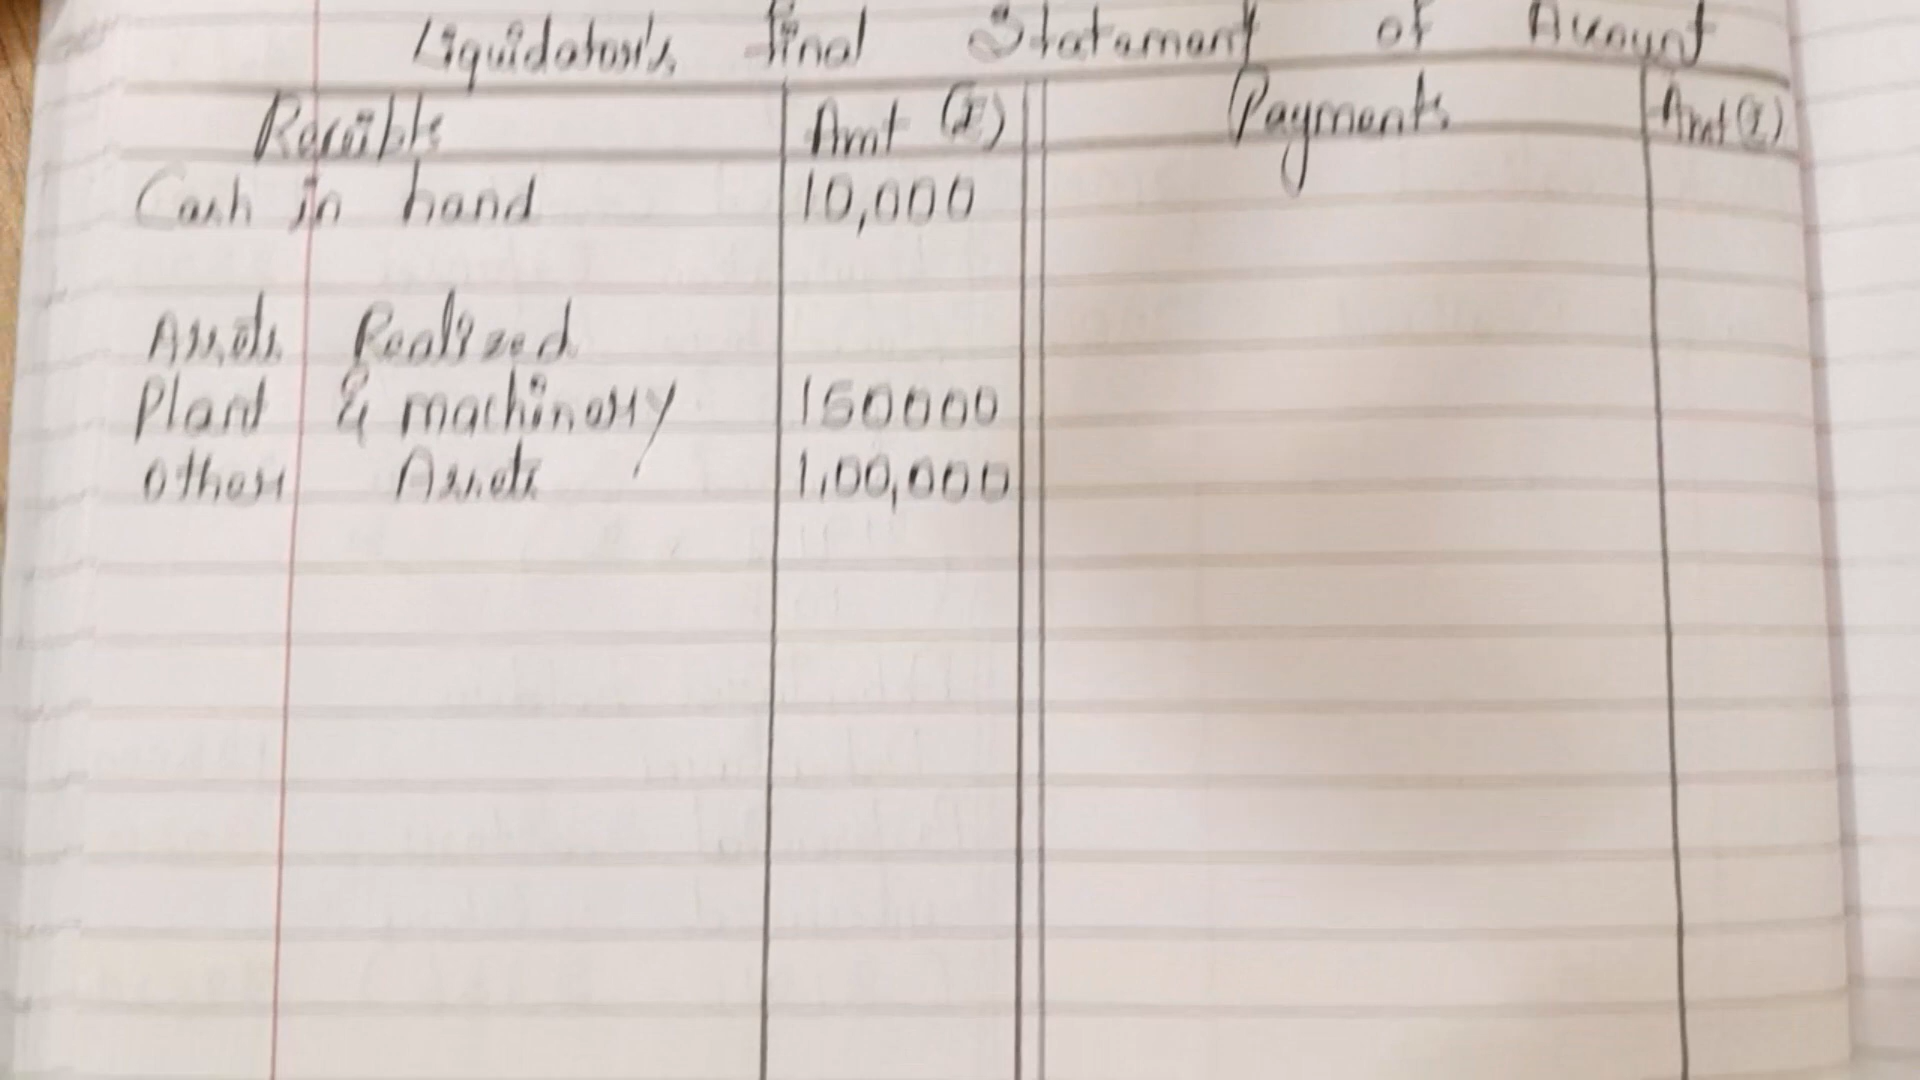 Liquidator's final Statement of Account
Receipts Amt (₹) Payments Amt (₹)
Cash in hand 10,000
Assets Realized
Plant & machinery 150000
Other Assets 1,00,000